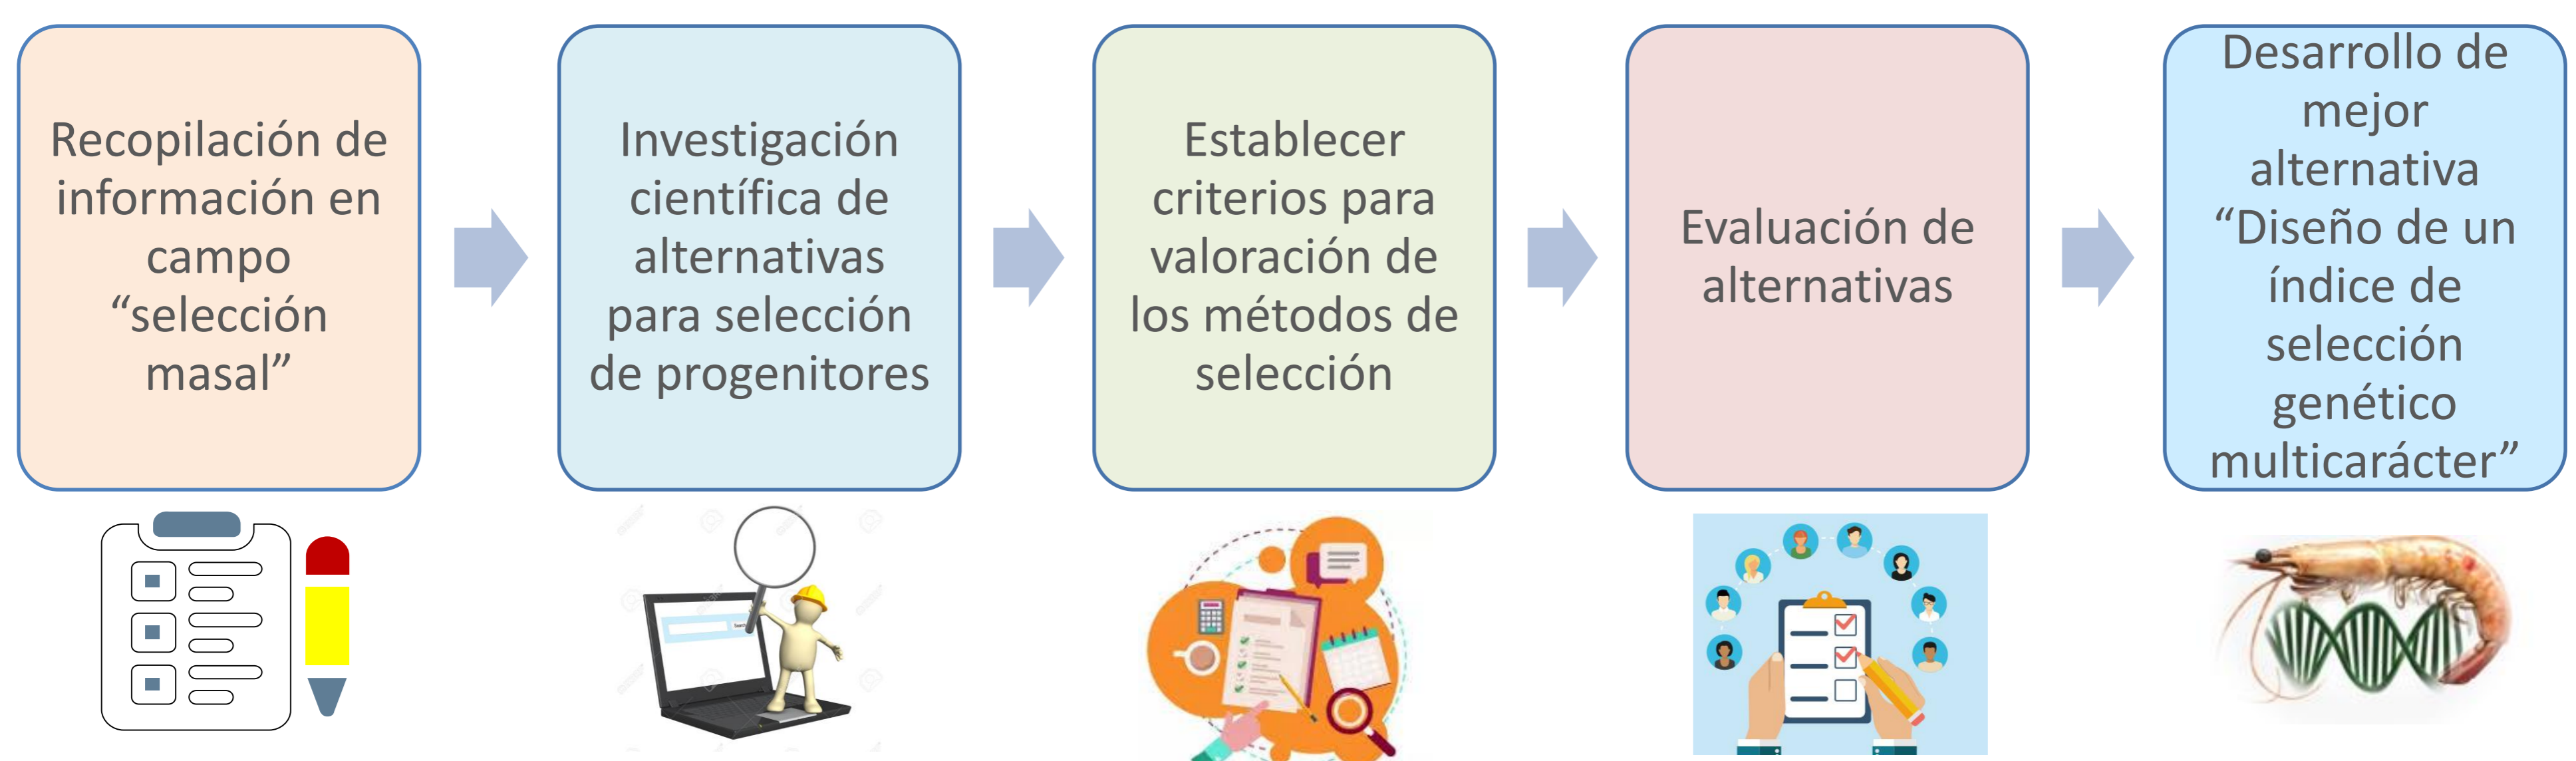 Recopilación de
información en
campo
“selección
masal”
Investigación
científica de
alternativas
para selección
de progenitores
Establecer
criterios para
valoración de
los métodos de
selección
Evaluación de
alternativas
Desarrollo de
mejor
alternativa
“Diseño de un
índice de
selección
genético
multicarácter”